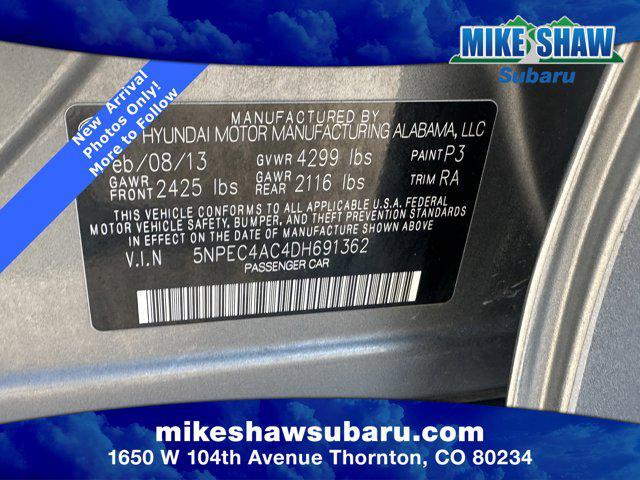 New Arrival
Photos Only!
More to Follow
MIKE SHAW
Subaru
MANUFACTURED BY
HYUNDAI MOTOR MANUFACTURING ALABAMA, LLC
eb/08/13 GVWR 4299 lbs PAINT P3
GAWR FRONT 2425 lbs GAWR REAR 2116 lbs TRIM RA
THIS VEHICLE CONFORMS TO ALL APPLICABLE U.S.A FEDERAL
MOTOR VEHICLE SAFETY, BUMPER, AND THEFT PREVENTION
STANDARDS IN EFFECT ON THE DATE OF MANUFACTURE SHOWN ABOVE
V.I.N 5NPEC4AC4DH691362
PASSENGER CAR
mikeshawsubaru.com
1650 W 104th Avenue Thornton, CO 80234